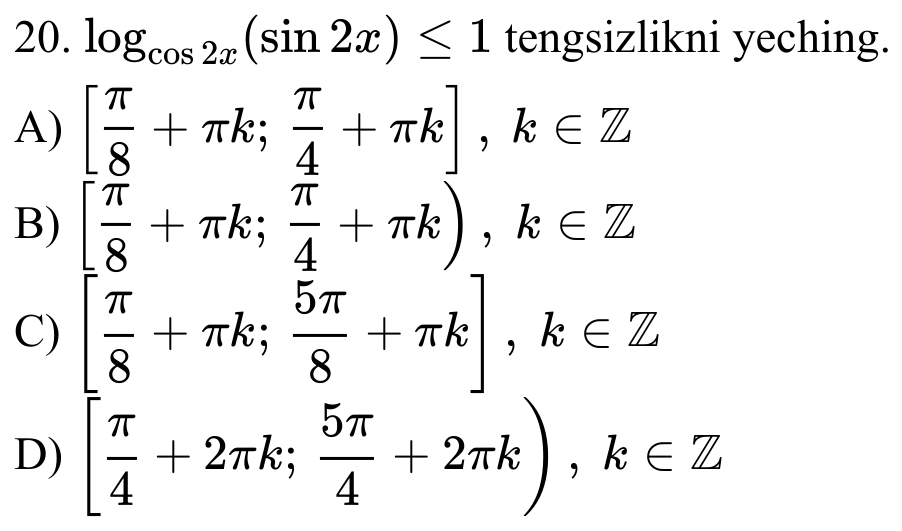 20. log_{cos 2x}(sin 2x) ≤ 1 tengsizlikni yeching.
A) [π/8 + πk; π/4 + πk], k ∈ ℤ
B) [π/8 + πk; π/4 + πk), k ∈ ℤ
C) [π/8 + πk; 5π/8 + πk], k ∈ ℤ
D) [π/4 + 2πk; 5π/4 + 2πk), k ∈ ℤ